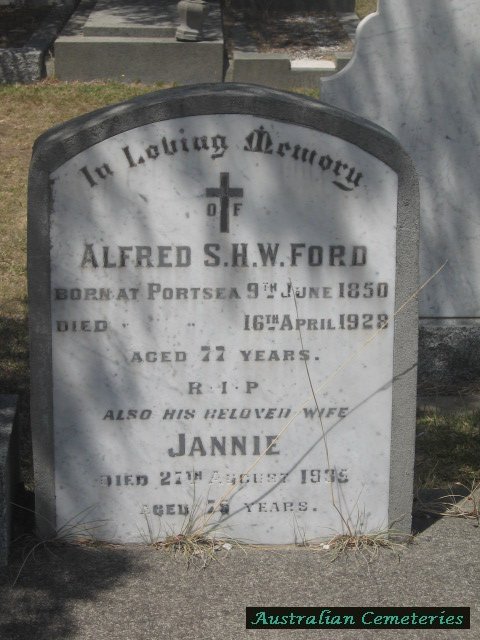 In Loving Memory
OF
ALFRED S.H.W. FORD
BORN AT PORTSEA 9TH JUNE 1850
DIED " " 16TH APRIL 1928
AGED 77 YEARS.
R·I·P
ALSO HIS BELOVED WIFE
JANNIE
DIED 27TH AUGUST
AGED YEARS.
Australian Cemeteries